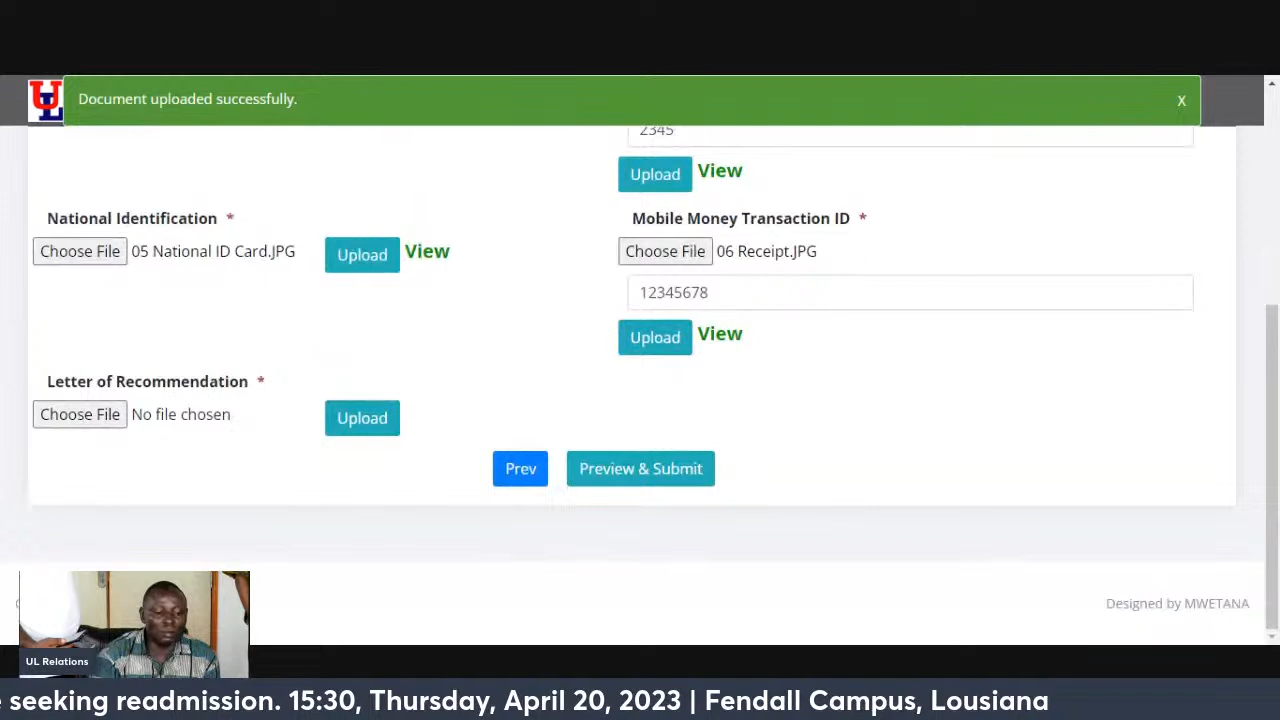 UL
Document uploaded successfully.
X
2345
Upload View
National Identification *
Choose File 05 National ID Card.JPG
Upload View
Mobile Money Transaction ID *
Choose File 06 Receipt.JPG
12345678
Upload View
Letter of Recommendation *
Choose File No file chosen
Upload
Prev
Preview & Submit
Designed by MWETANA
UL Relations
seeking readmission. 15:30, Thursday, April 20, 2023 | Fendall Campus, Lousiana